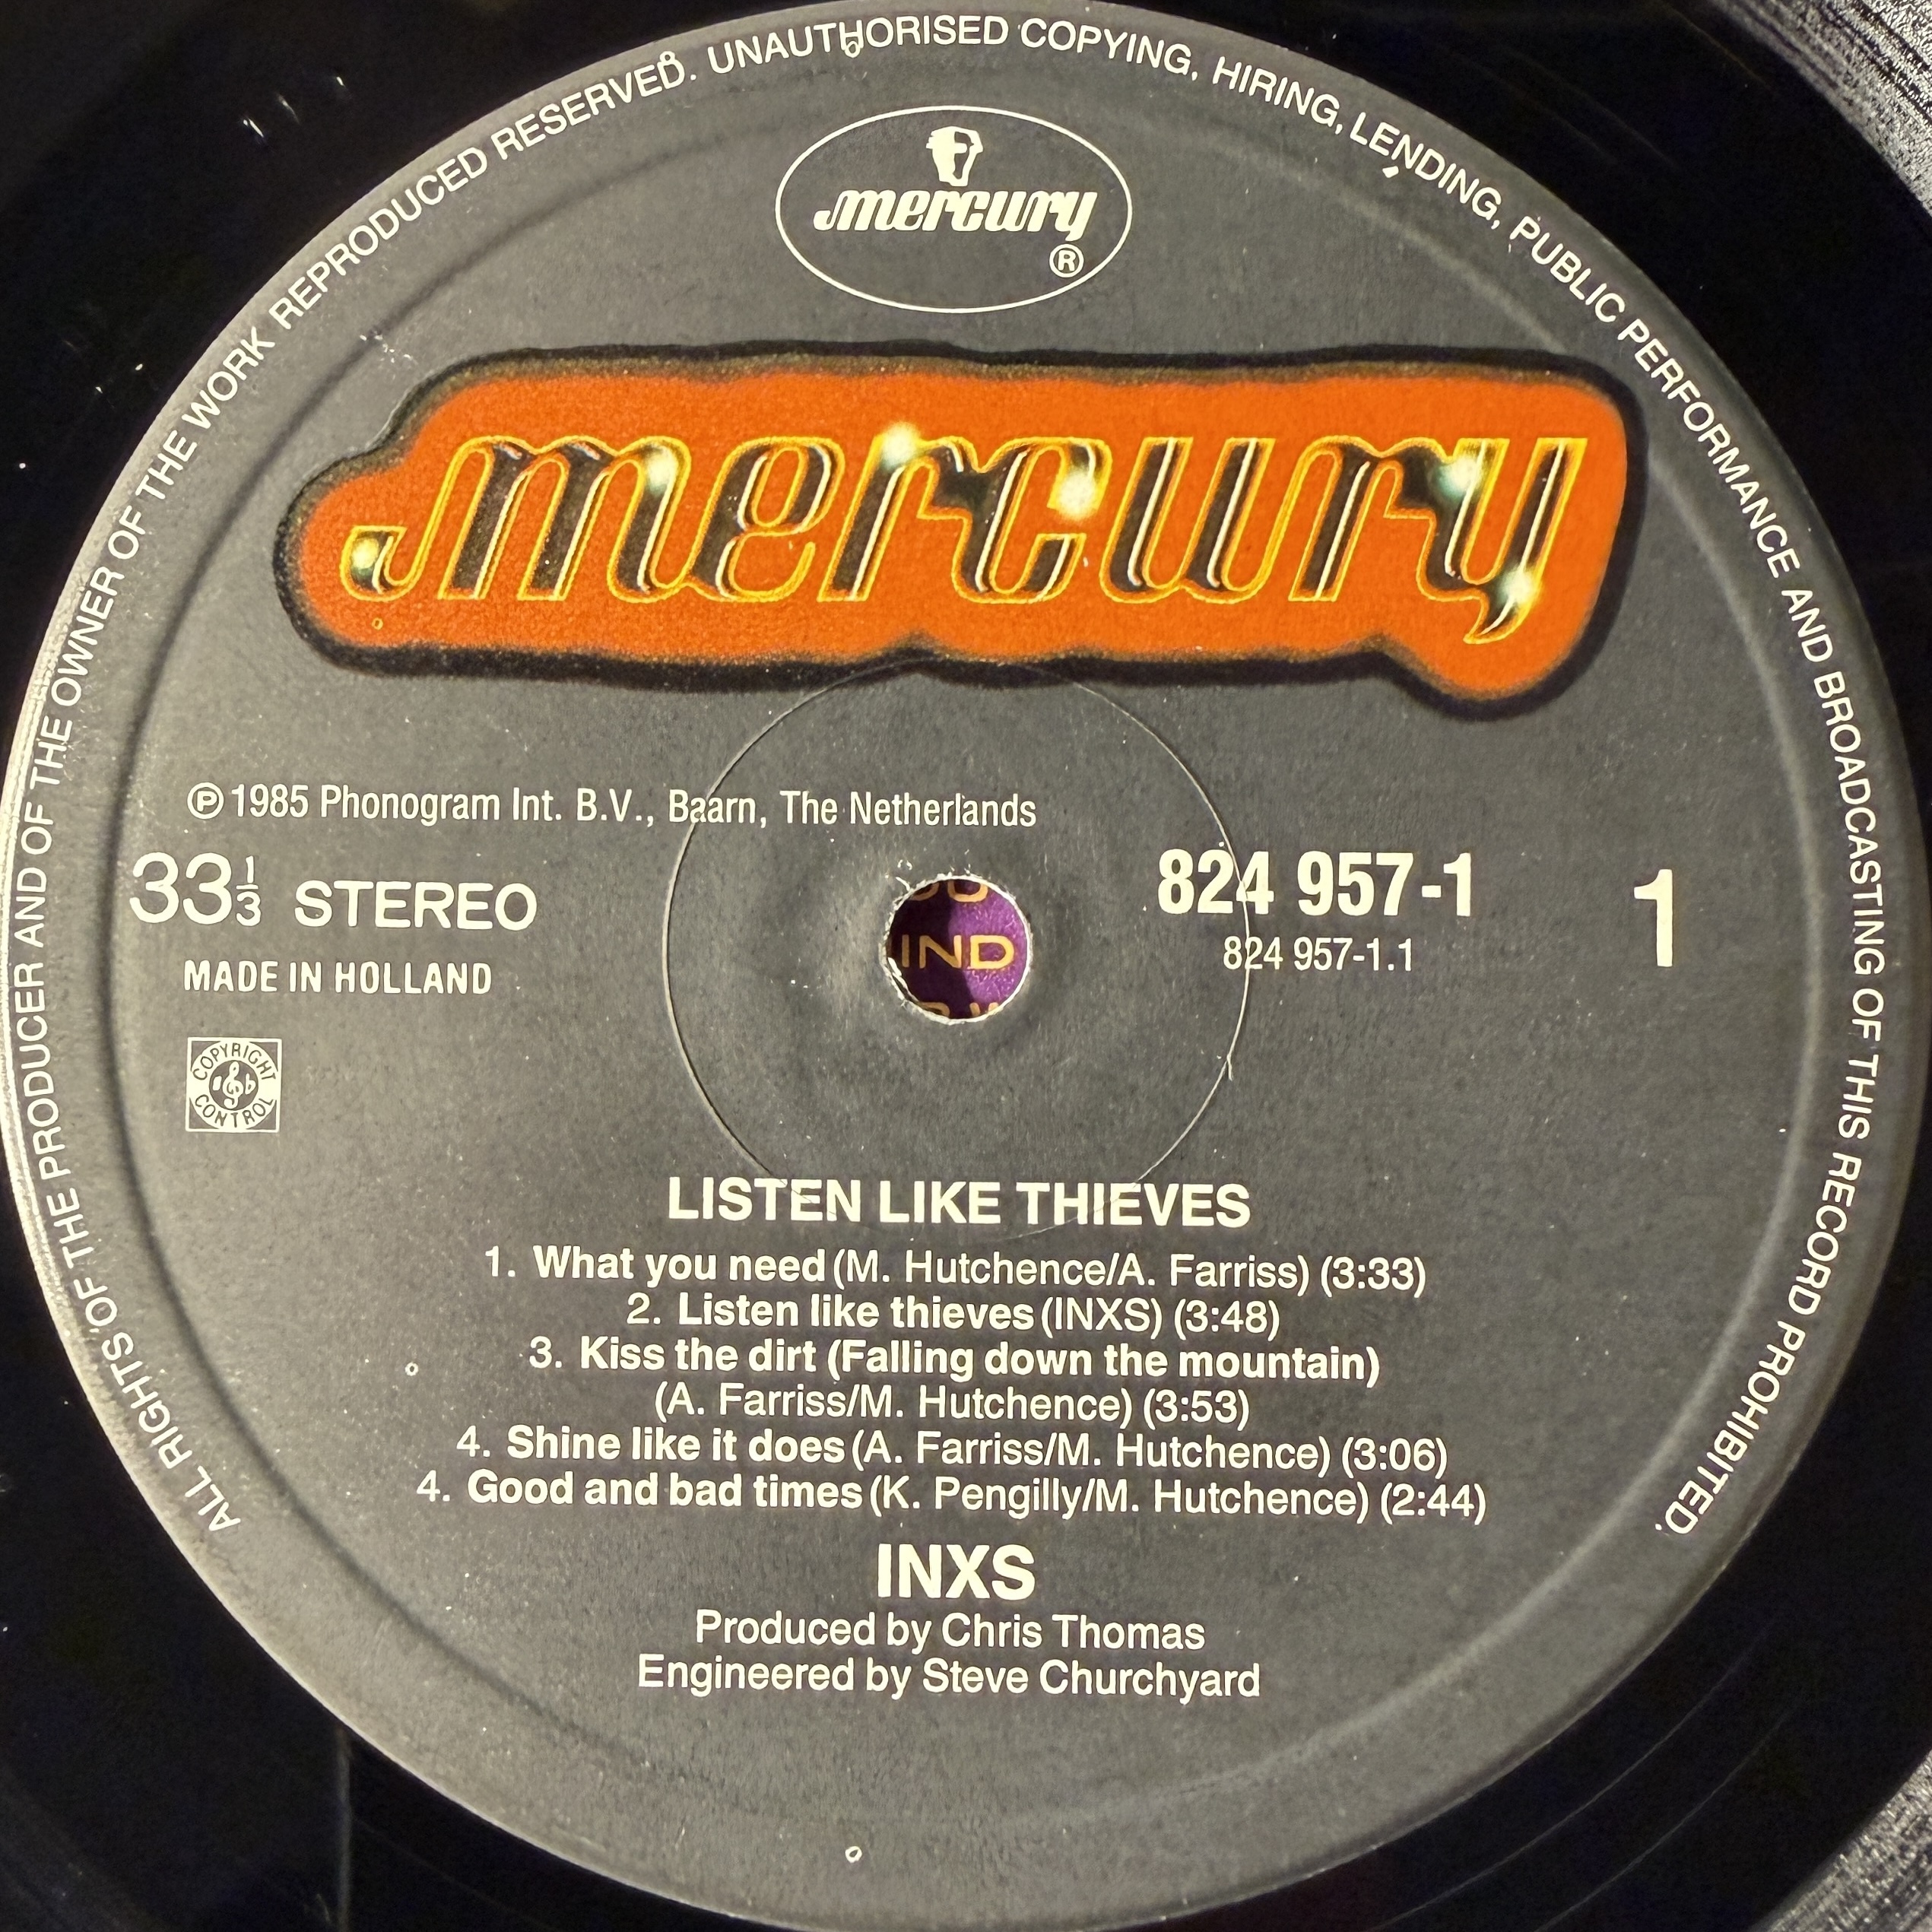 ALL RIGHTS OF THE PRODUCER AND OF THE OWNER OF THE WORK REPRODUCED RESERVED. UNAUTHORISED COPYING, HIRING, LENDING, PUBLIC PERFORMANCE AND BROADCASTING OF THIS RECORD PROHIBITED.
mercury
®
mercury
℗ 1985 Phonogram Int. B.V., Baarn, The Netherlands
33⅓ STEREO
MADE IN HOLLAND
COPYRIGHT
CONTROL
IND
824 957-1
824 957-1.1
1
LISTEN LIKE THIEVES
1. What you need (M. Hutchence/A. Farriss) (3:33)
2. Listen like thieves (INXS) (3:48)
3. Kiss the dirt (Falling down the mountain)
(A. Farriss/M. Hutchence) (3:53)
4. Shine like it does (A. Farriss/M. Hutchence) (3:06)
4. Good and bad times (K. Pengilly/M. Hutchence) (2:44)
INXS
Produced by Chris Thomas
Engineered by Steve Churchyard